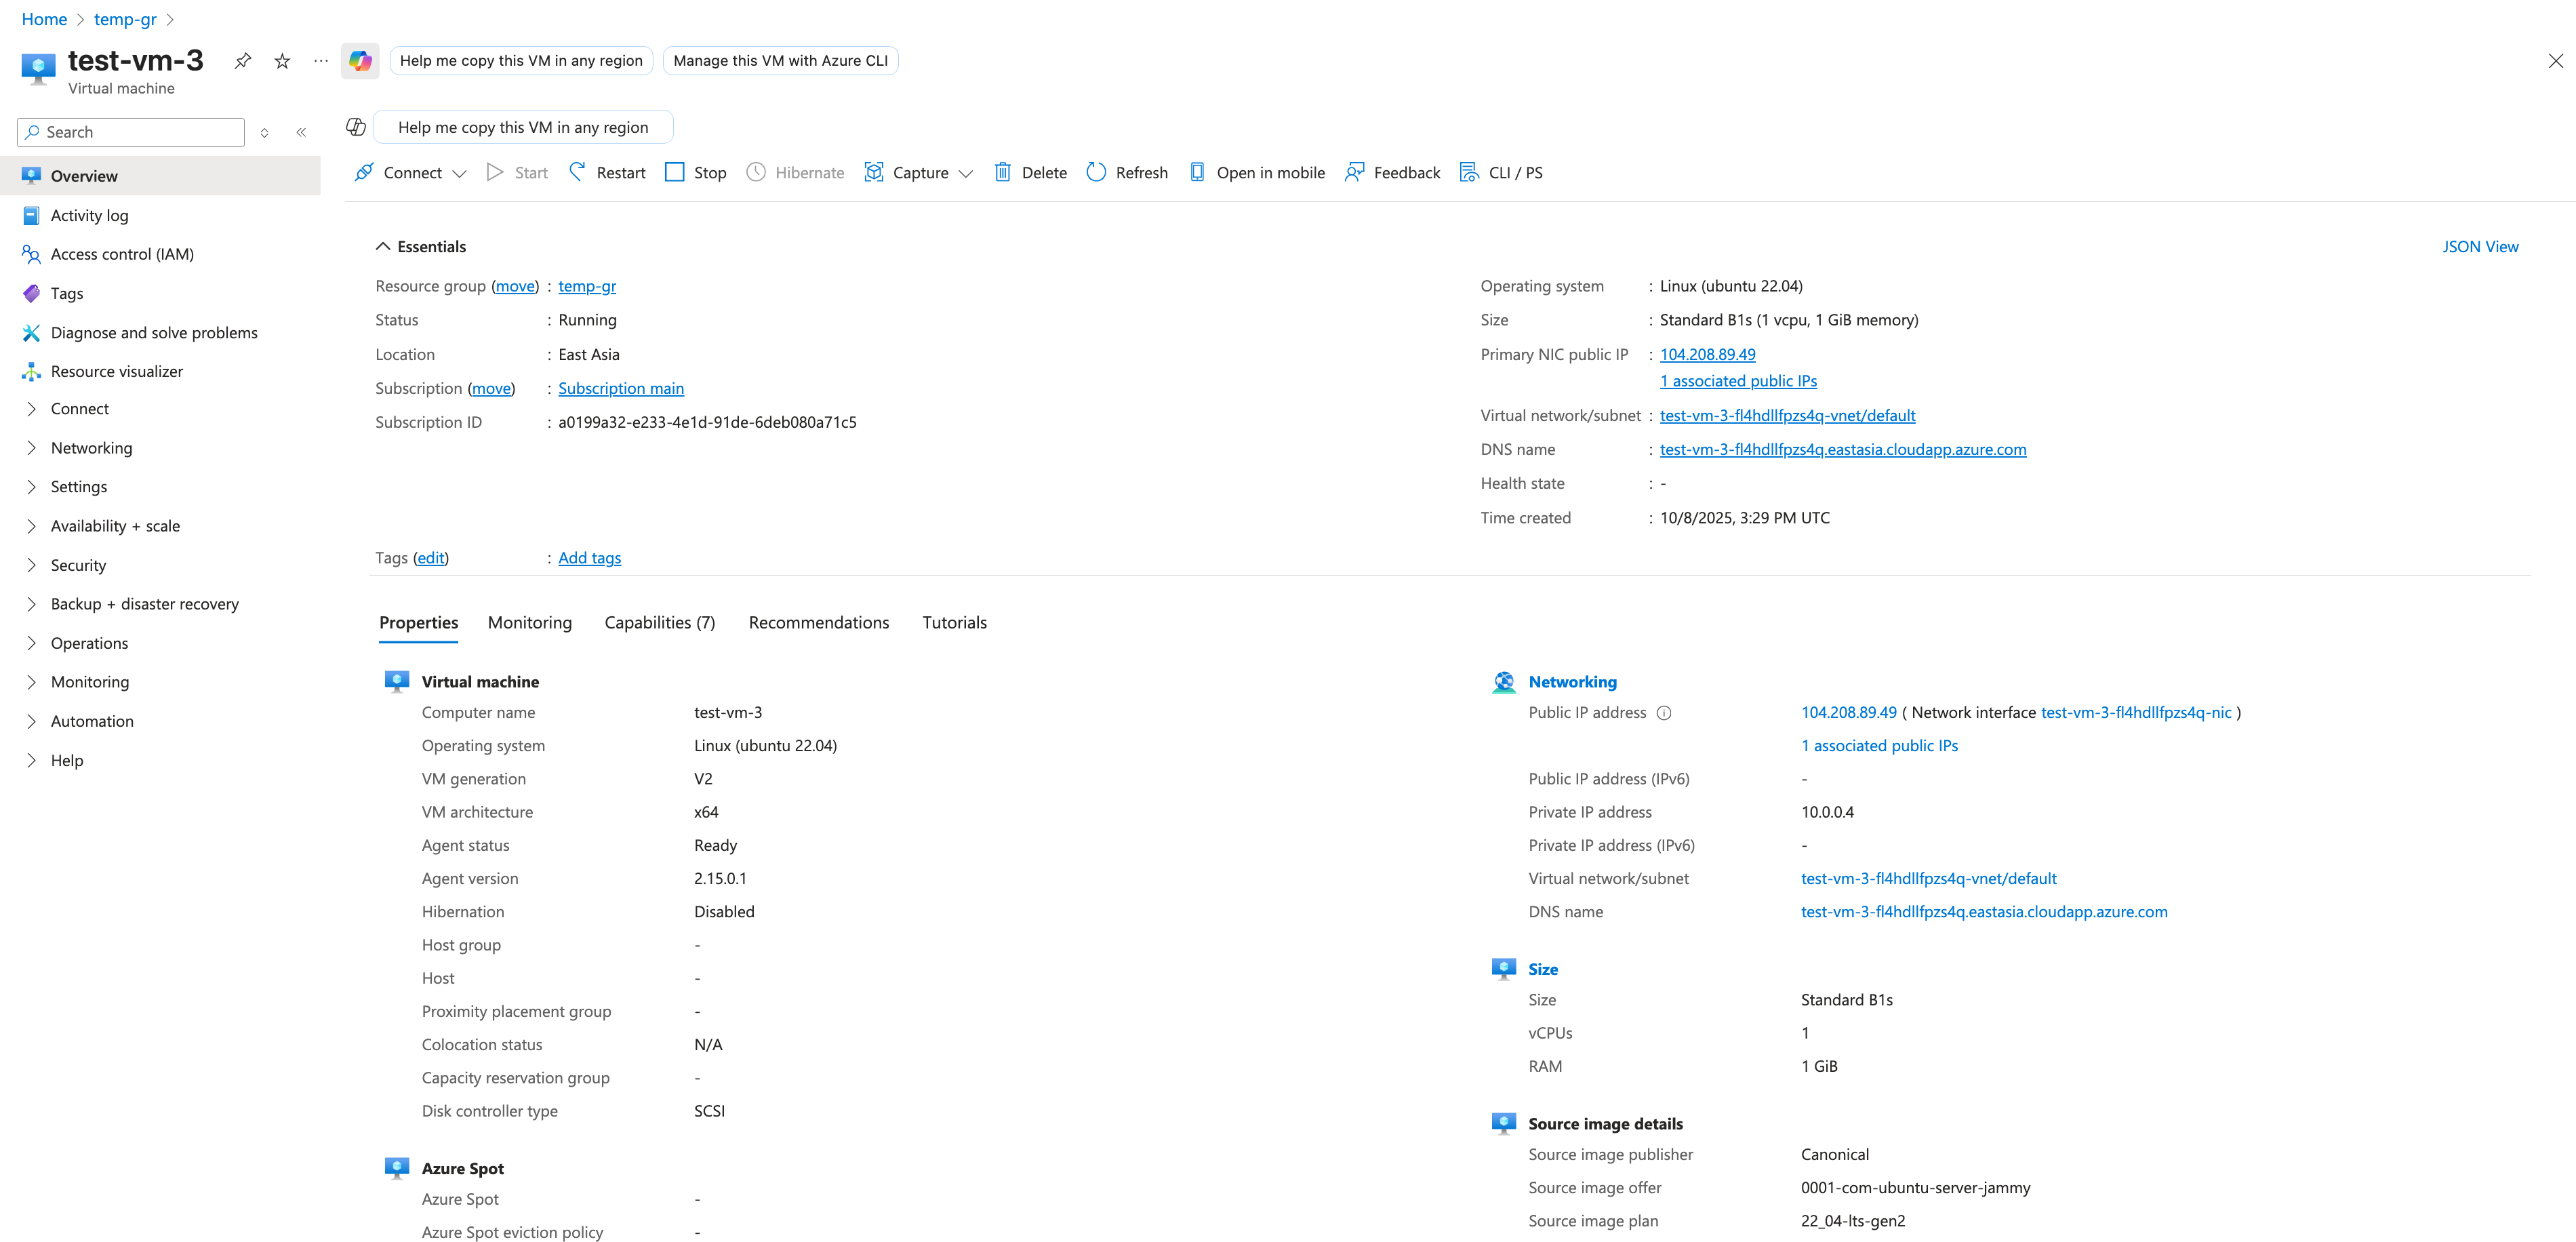 Home > temp-gr >
test-vm-3
Virtual machine
Help me copy this VM in any region
Manage this VM with Azure CLI
Search
Overview
Activity log
Access control (IAM)
Tags
Diagnose and solve problems
Resource visualizer
Connect
Networking
Settings
Availability + scale
Security
Backup + disaster recovery
Operations
Monitoring
Automation
Help
Help me copy this VM in any region
Connect Start Restart Stop Hibernate Capture Delete Refresh Open in mobile Feedback CLI / PS
Essentials
JSON View
Resource group (move) : temp-gr
Status : Running
Location : East Asia
Subscription (move) : Subscription main
Subscription ID : a0199a32-e233-4e1d-91de-6deb080a71c5
Operating system : Linux (ubuntu 22.04)
Size : Standard B1s (1 vcpu, 1 GiB memory)
Primary NIC public IP : 104.208.89.49
1 associated public IPs
Virtual network/subnet : test-vm-3-fl4hdllfpzs4q-vnet/default
DNS name : test-vm-3-fl4hdllfpzs4q.eastasia.cloudapp.azure.com
Health state : -
Time created : 10/8/2025, 3:29 PM UTC
Tags (edit) : Add tags
Properties Monitoring Capabilities (7) Recommendations Tutorials
Virtual machine
Computer name test-vm-3
Operating system Linux (ubuntu 22.04)
VM generation V2
VM architecture x64
Agent status Ready
Agent version 2.15.0.1
Hibernation Disabled
Host group -
Host -
Proximity placement group -
Colocation status N/A
Capacity reservation group -
Disk controller type SCSI
Azure Spot
Azure Spot -
Azure Spot eviction policy -
Networking
Public IP address 104.208.89.49 ( Network interface test-vm-3-fl4hdllfpzs4q-nic )
1 associated public IPs
Public IP address (IPv6) -
Private IP address 10.0.0.4
Private IP address (IPv6) -
Virtual network/subnet test-vm-3-fl4hdllfpzs4q-vnet/default
DNS name test-vm-3-fl4hdllfpzs4q.eastasia.cloudapp.azure.com
Size
Size Standard B1s
vCPUs 1
RAM 1 GiB
Source image details
Source image publisher Canonical
Source image offer 0001-com-ubuntu-server-jammy
Source image plan 22_04-lts-gen2